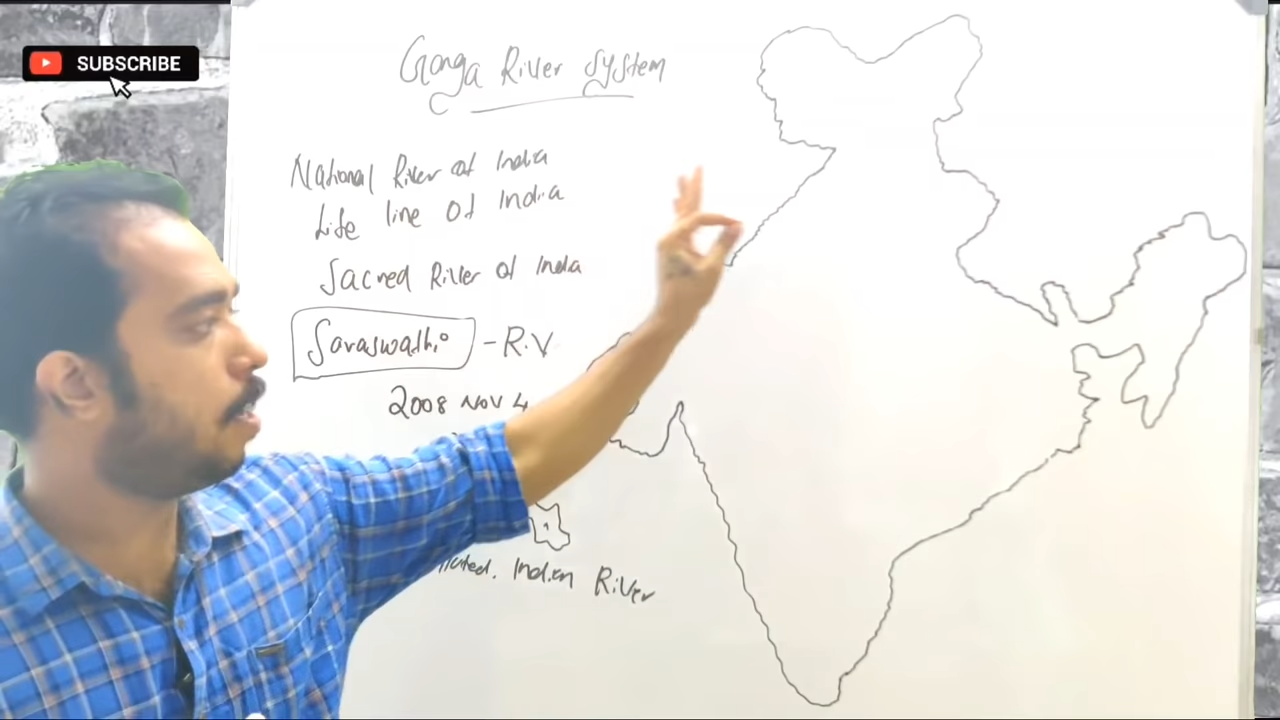 SUBSCRIBE
Ganga River System
National River of India
Life line of India
Sacred River of India
Saraswathi - R.V
2008 Nov 4
Indian River